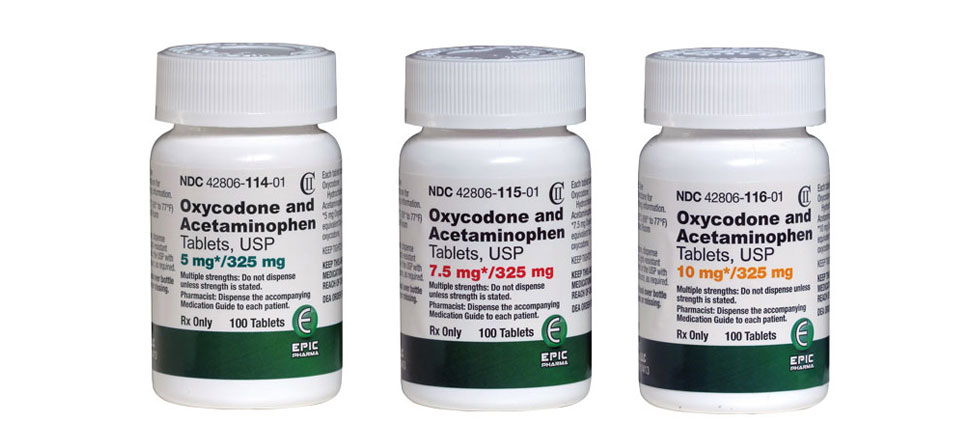 NDC 42806-114-01
CII
Oxycodone and
Acetaminophen
Tablets, USP
5 mg*/325 mg
Multiple strengths: Do not dispense
unless strength is stated.
Pharmacist: Dispense the accompanying
Medication Guide to each patient.
Rx Only 100 Tablets
E
EPIC
PHARMA
NDC 42806-115-01
CII
Oxycodone and
Acetaminophen
Tablets, USP
7.5 mg*/325 mg
Multiple strengths: Do not dispense
unless strength is stated.
Pharmacist: Dispense the accompanying
Medication Guide to each patient.
Rx Only 100 Tablets
E
EPIC
PHARMA
NDC 42806-116-01
CII
Oxycodone and
Acetaminophen
Tablets, USP
10 mg*/325 mg
Multiple strengths: Do not dispense
unless strength is stated.
Pharmacist: Dispense the accompanying
Medication Guide to each patient.
Rx Only 100 Tablets
E
EPIC
PHARMA